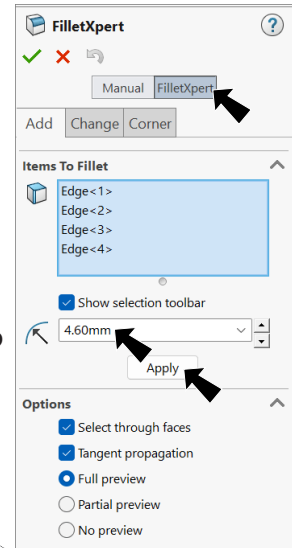 FilletXpert
Manual FilletXpert
Add Change Corner
Items To Fillet
Edge<1>
Edge<2>
Edge<3>
Edge<4>
Show selection toolbar
4.60mm
Apply
Options
Select through faces
Tangent propagation
Full preview
Partial preview
No preview